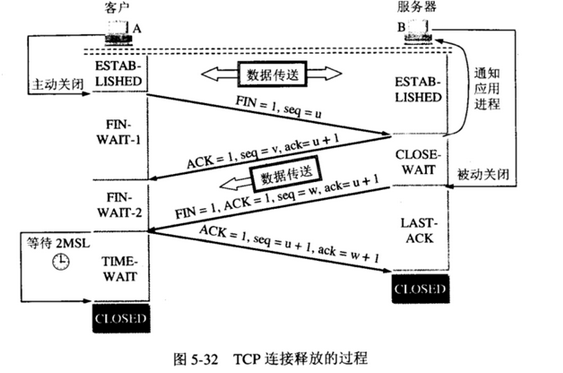 客户
服务器
A
B
ESTAB-
LISHED
数据传送
ESTAB-
LISHED
通知
应用
进程
主动关闭
FIN = 1, seq = u
FIN-
WAIT-1
ACK = 1, seq = v, ack= u + 1
CLOSE-
WAIT
数据传送
被动关闭
FIN-
WAIT-2
FIN = 1, ACK = 1, seq = w, ack= u + 1
LAST-
ACK
等待 2MSL
ACK = 1, seq = u + 1, ack = w + 1
TIME-
WAIT
CLOSED
CLOSED
图 5-32 TCP 连接释放的过程